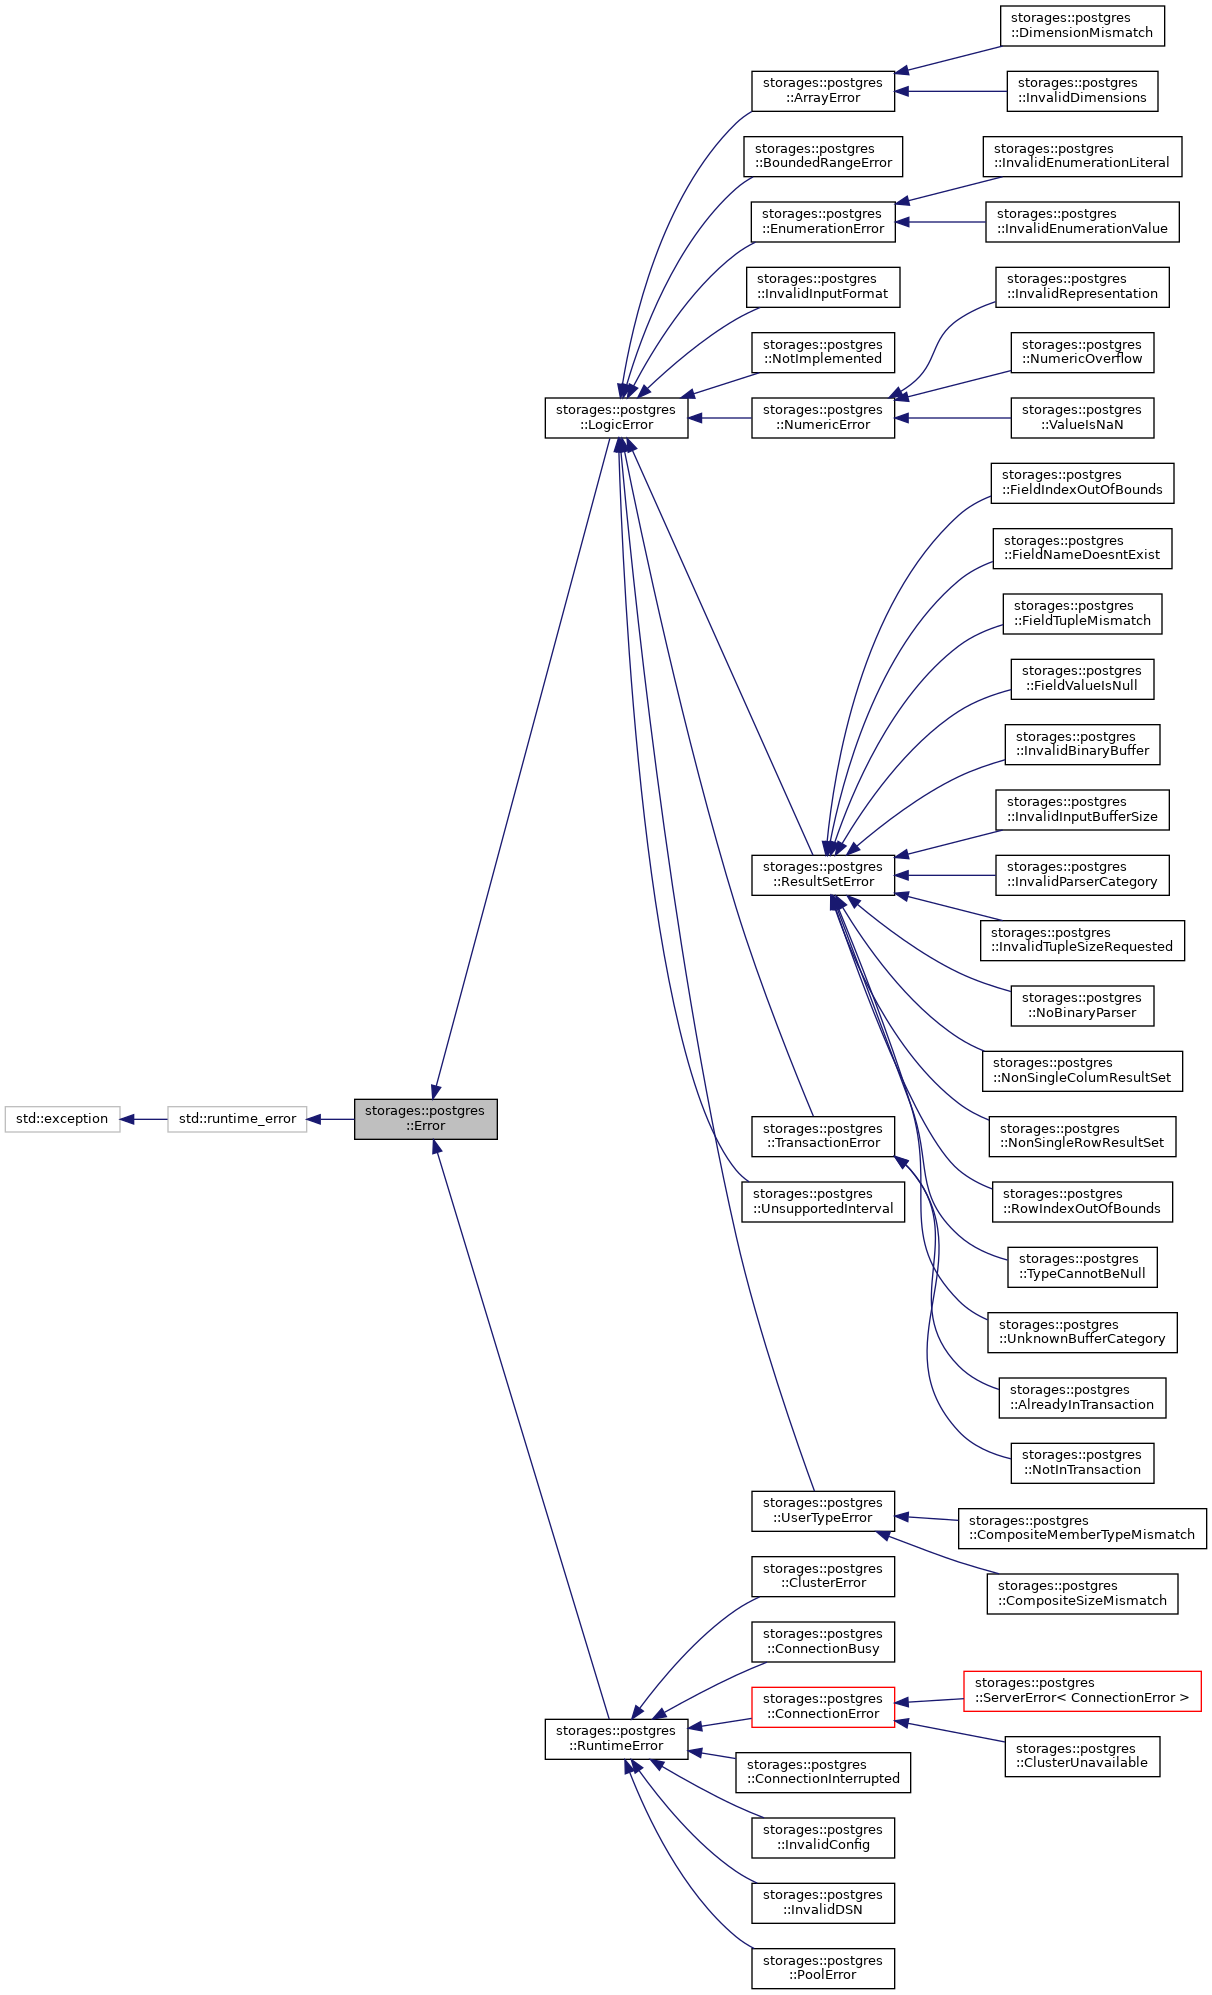 storages::postgres
::DimensionMismatch
storages::postgres
::ArrayError
storages::postgres
::InvalidDimensions
storages::postgres
::BoundedRangeError
storages::postgres
::InvalidEnumerationLiteral
storages::postgres
::EnumerationError
storages::postgres
::InvalidEnumerationValue
storages::postgres
::InvalidInputFormat
storages::postgres
::InvalidRepresentation
storages::postgres
::NotImplemented
storages::postgres
::NumericOverflow
storages::postgres
::LogicError
storages::postgres
::NumericError
storages::postgres
::ValueIsNaN
storages::postgres
::FieldIndexOutOfBounds
storages::postgres
::FieldNameDoesntExist
storages::postgres
::FieldTupleMismatch
storages::postgres
::FieldValueIsNull
storages::postgres
::InvalidBinaryBuffer
storages::postgres
::InvalidInputBufferSize
storages::postgres
::ResultSetError
storages::postgres
::InvalidParserCategory
storages::postgres
::InvalidTupleSizeRequested
storages::postgres
::NoBinaryParser
storages::postgres
::NonSingleColumResultSet
std::exception
std::runtime_error
storages::postgres
::Error
storages::postgres
::TransactionError
storages::postgres
::NonSingleRowResultSet
storages::postgres
::UnsupportedInterval
storages::postgres
::RowIndexOutOfBounds
storages::postgres
::TypeCannotBeNull
storages::postgres
::UnknownBufferCategory
storages::postgres
::AlreadyInTransaction
storages::postgres
::NotInTransaction
storages::postgres
::UserTypeError
storages::postgres
::CompositeMemberTypeMismatch
storages::postgres
::ClusterError
storages::postgres
::CompositeSizeMismatch
storages::postgres
::ConnectionBusy
storages::postgres
::ConnectionError
storages::postgres
::ServerError< ConnectionError >
storages::postgres
::RuntimeError
storages::postgres
::ConnectionInterrupted
storages::postgres
::ClusterUnavailable
storages::postgres
::InvalidConfig
storages::postgres
::InvalidDSN
storages::postgres
::PoolError